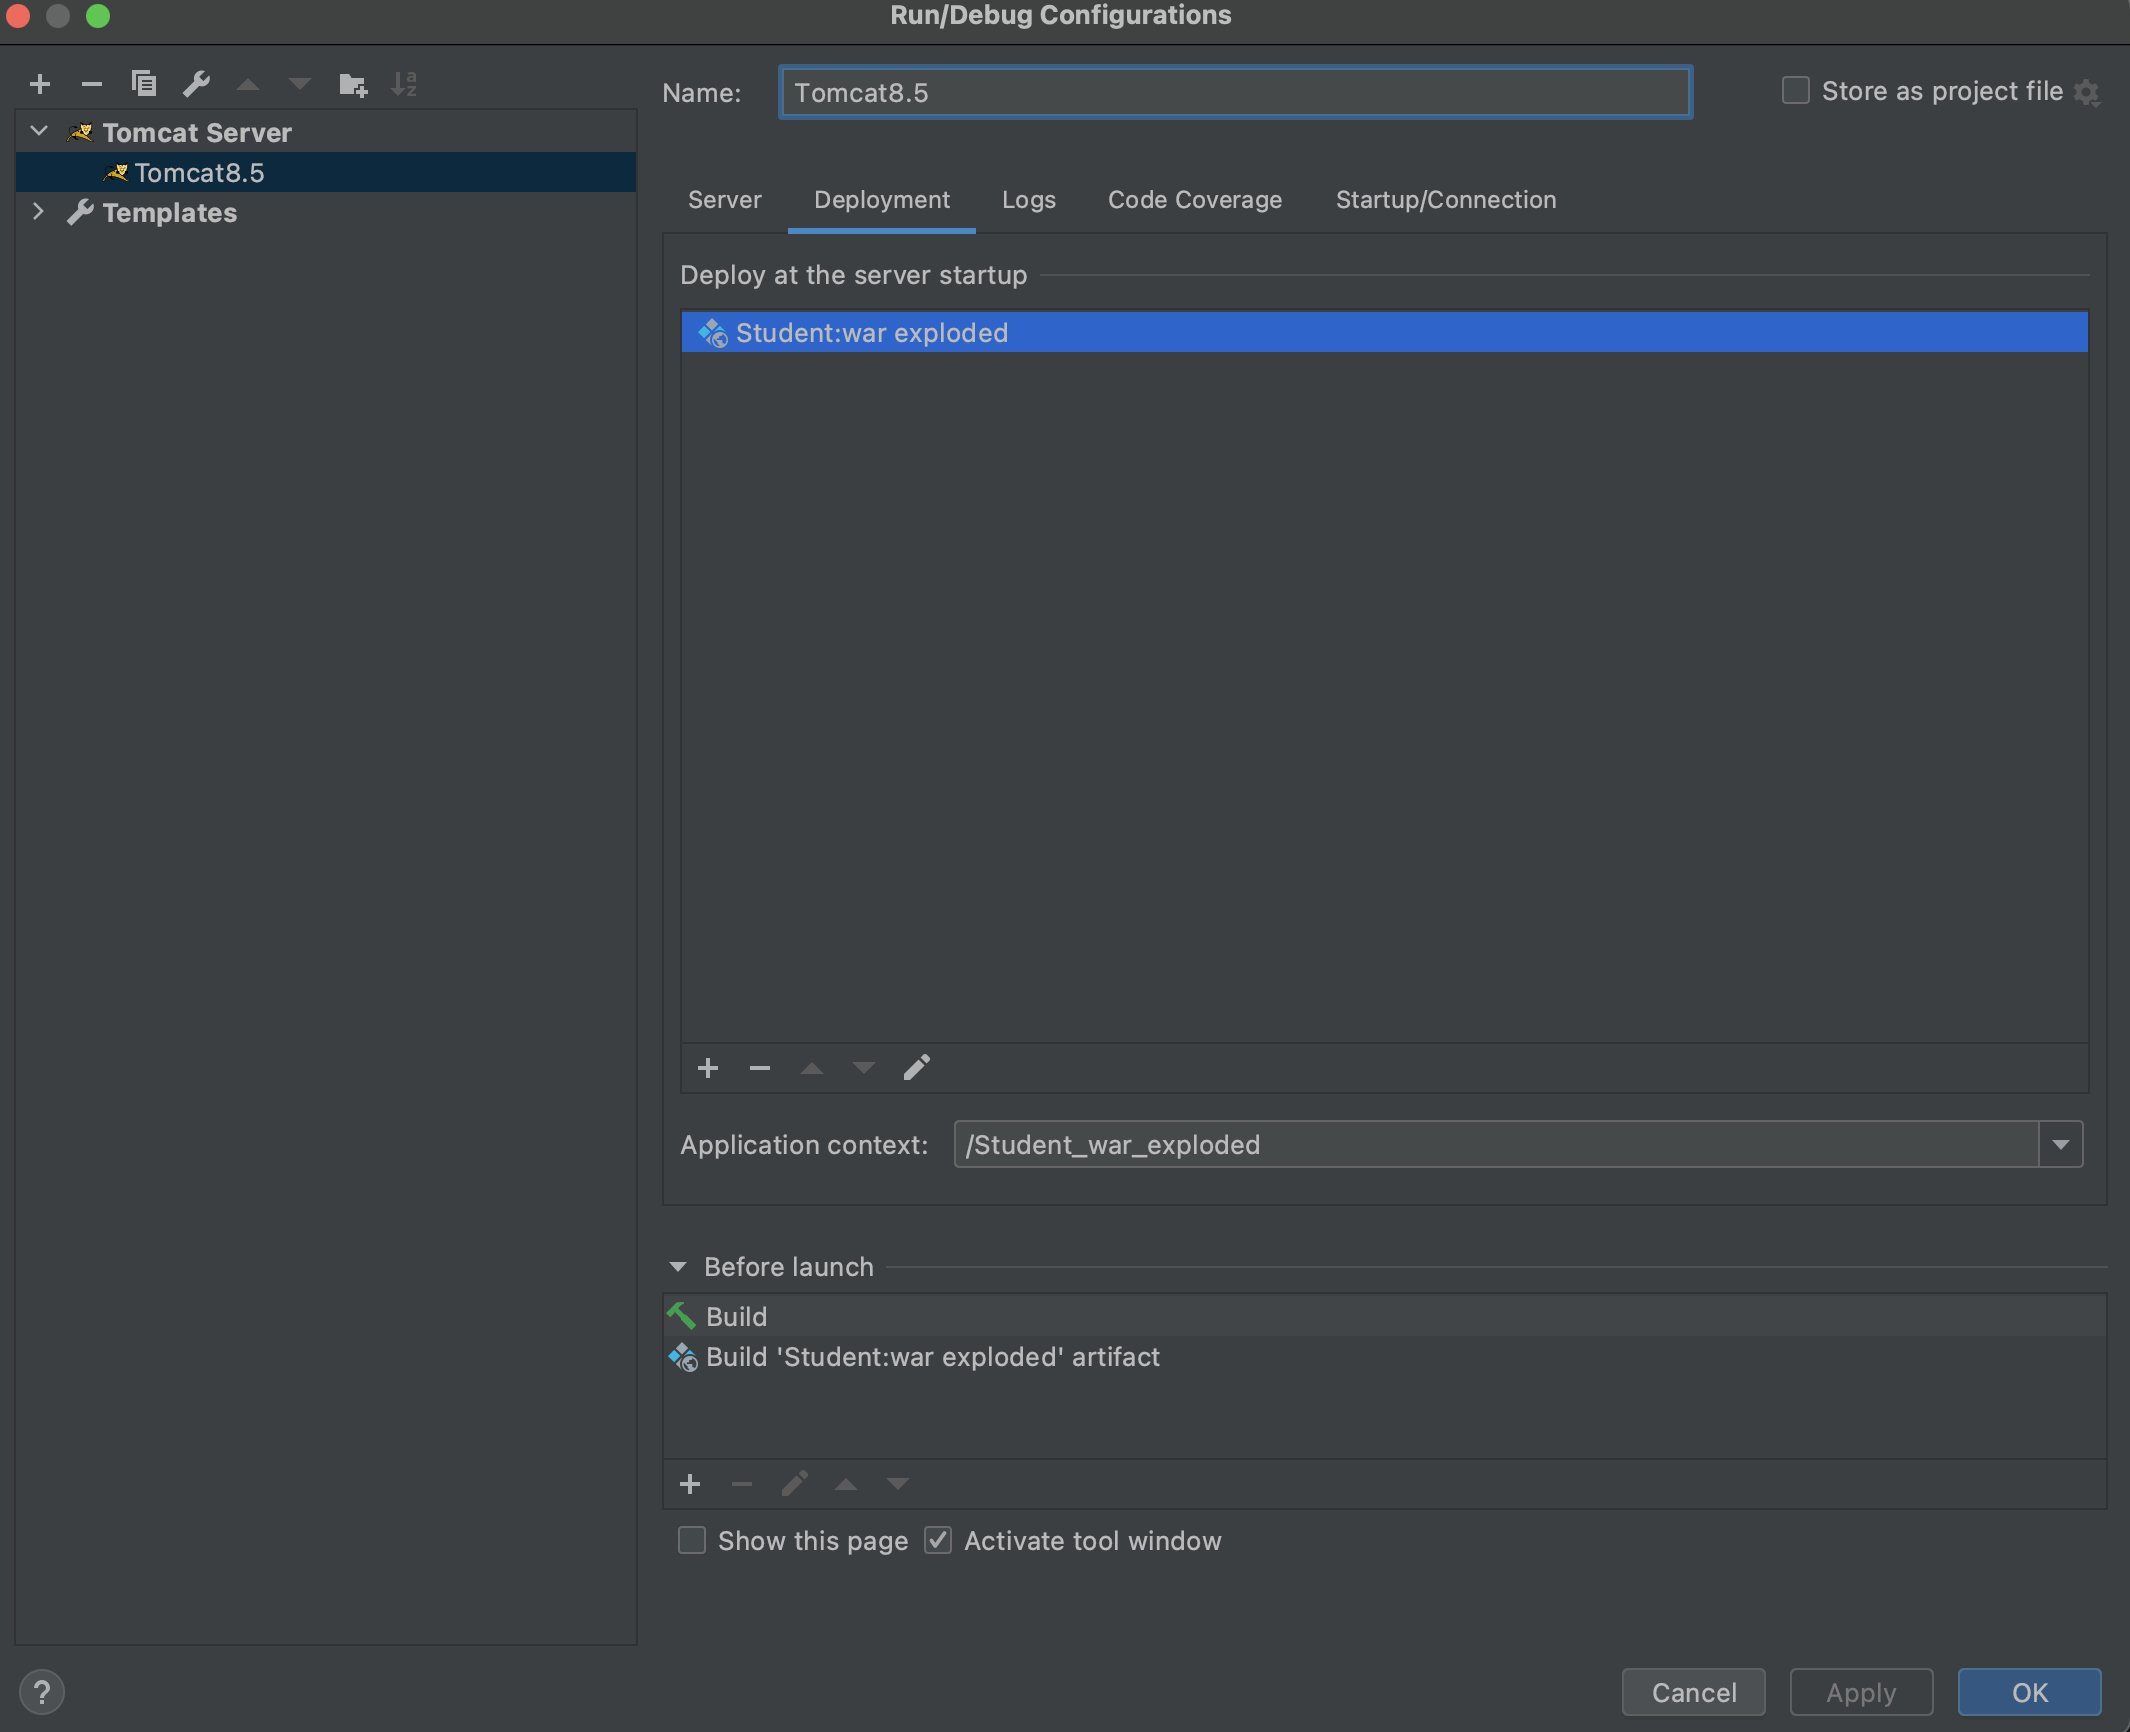 Run/Debug Configurations
Tomcat Server
Tomcat8.5
Templates
Name: Tomcat8.5
Store as project file
Server Deployment Logs Code Coverage Startup/Connection
Deploy at the server startup
Student:war exploded
Application context: /Student_war_exploded
Before launch
Build
Build 'Student:war exploded' artifact
Show this page Activate tool window
? Cancel Apply OK